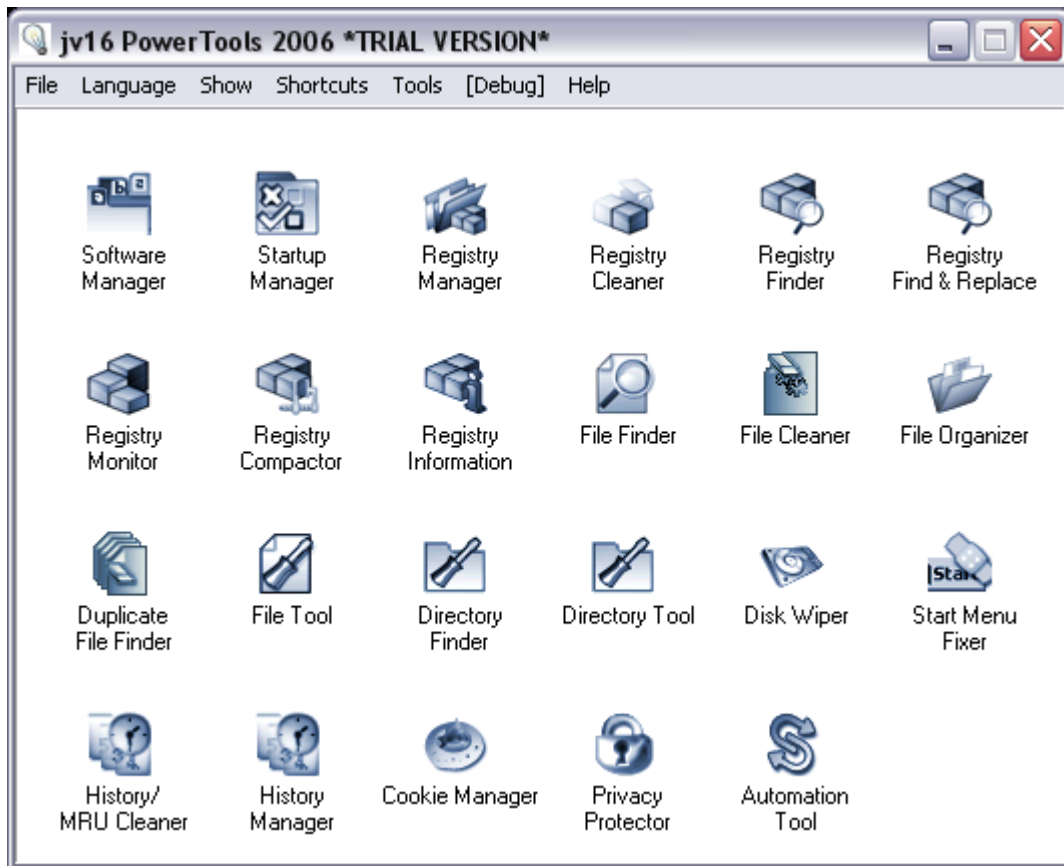 jv16 PowerTools 2006 *TRIAL VERSION*
File Language Show Shortcuts Tools [Debug] Help
Software Manager
Startup Manager
Registry Manager
Registry Cleaner
Registry Finder
Registry Find & Replace
Registry Monitor
Registry Compactor
Registry Information
File Finder
File Cleaner
File Organizer
Duplicate File Finder
File Tool
Directory Finder
Directory Tool
Disk Wiper
Start Menu Fixer
History/ MRU Cleaner
History Manager
Cookie Manager
Privacy Protector
Automation Tool